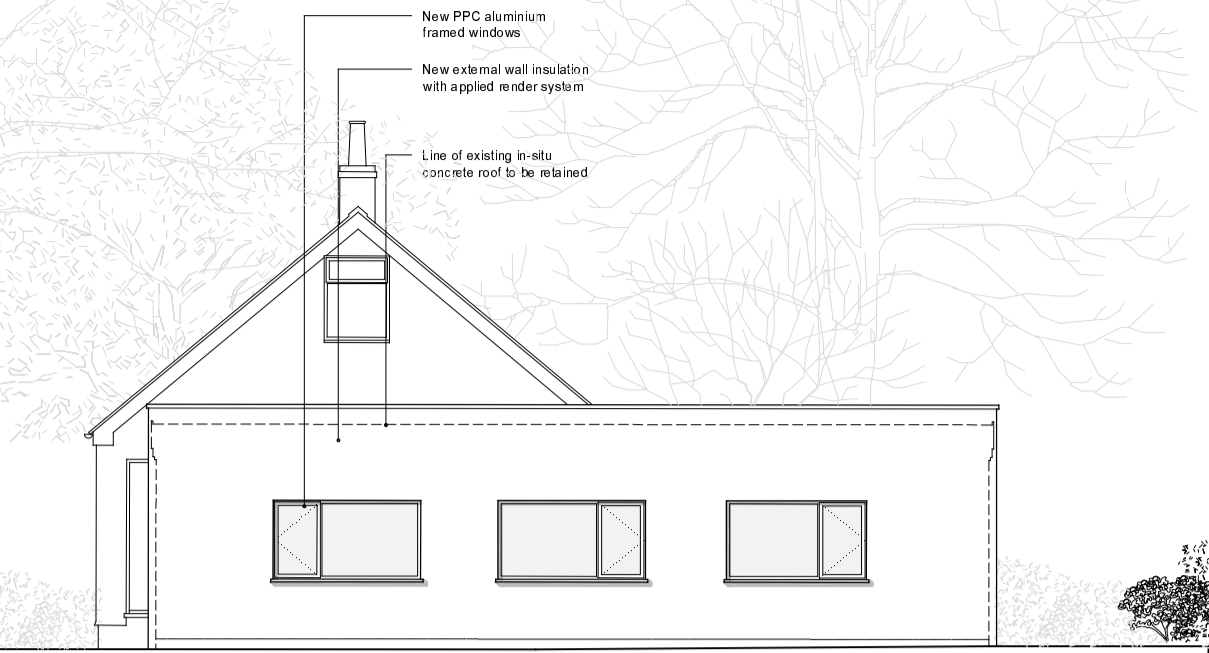 New PPC aluminium
framed windows
New external wall insulation
with applied render system
Line of existing in-situ
concrete roof to be retained